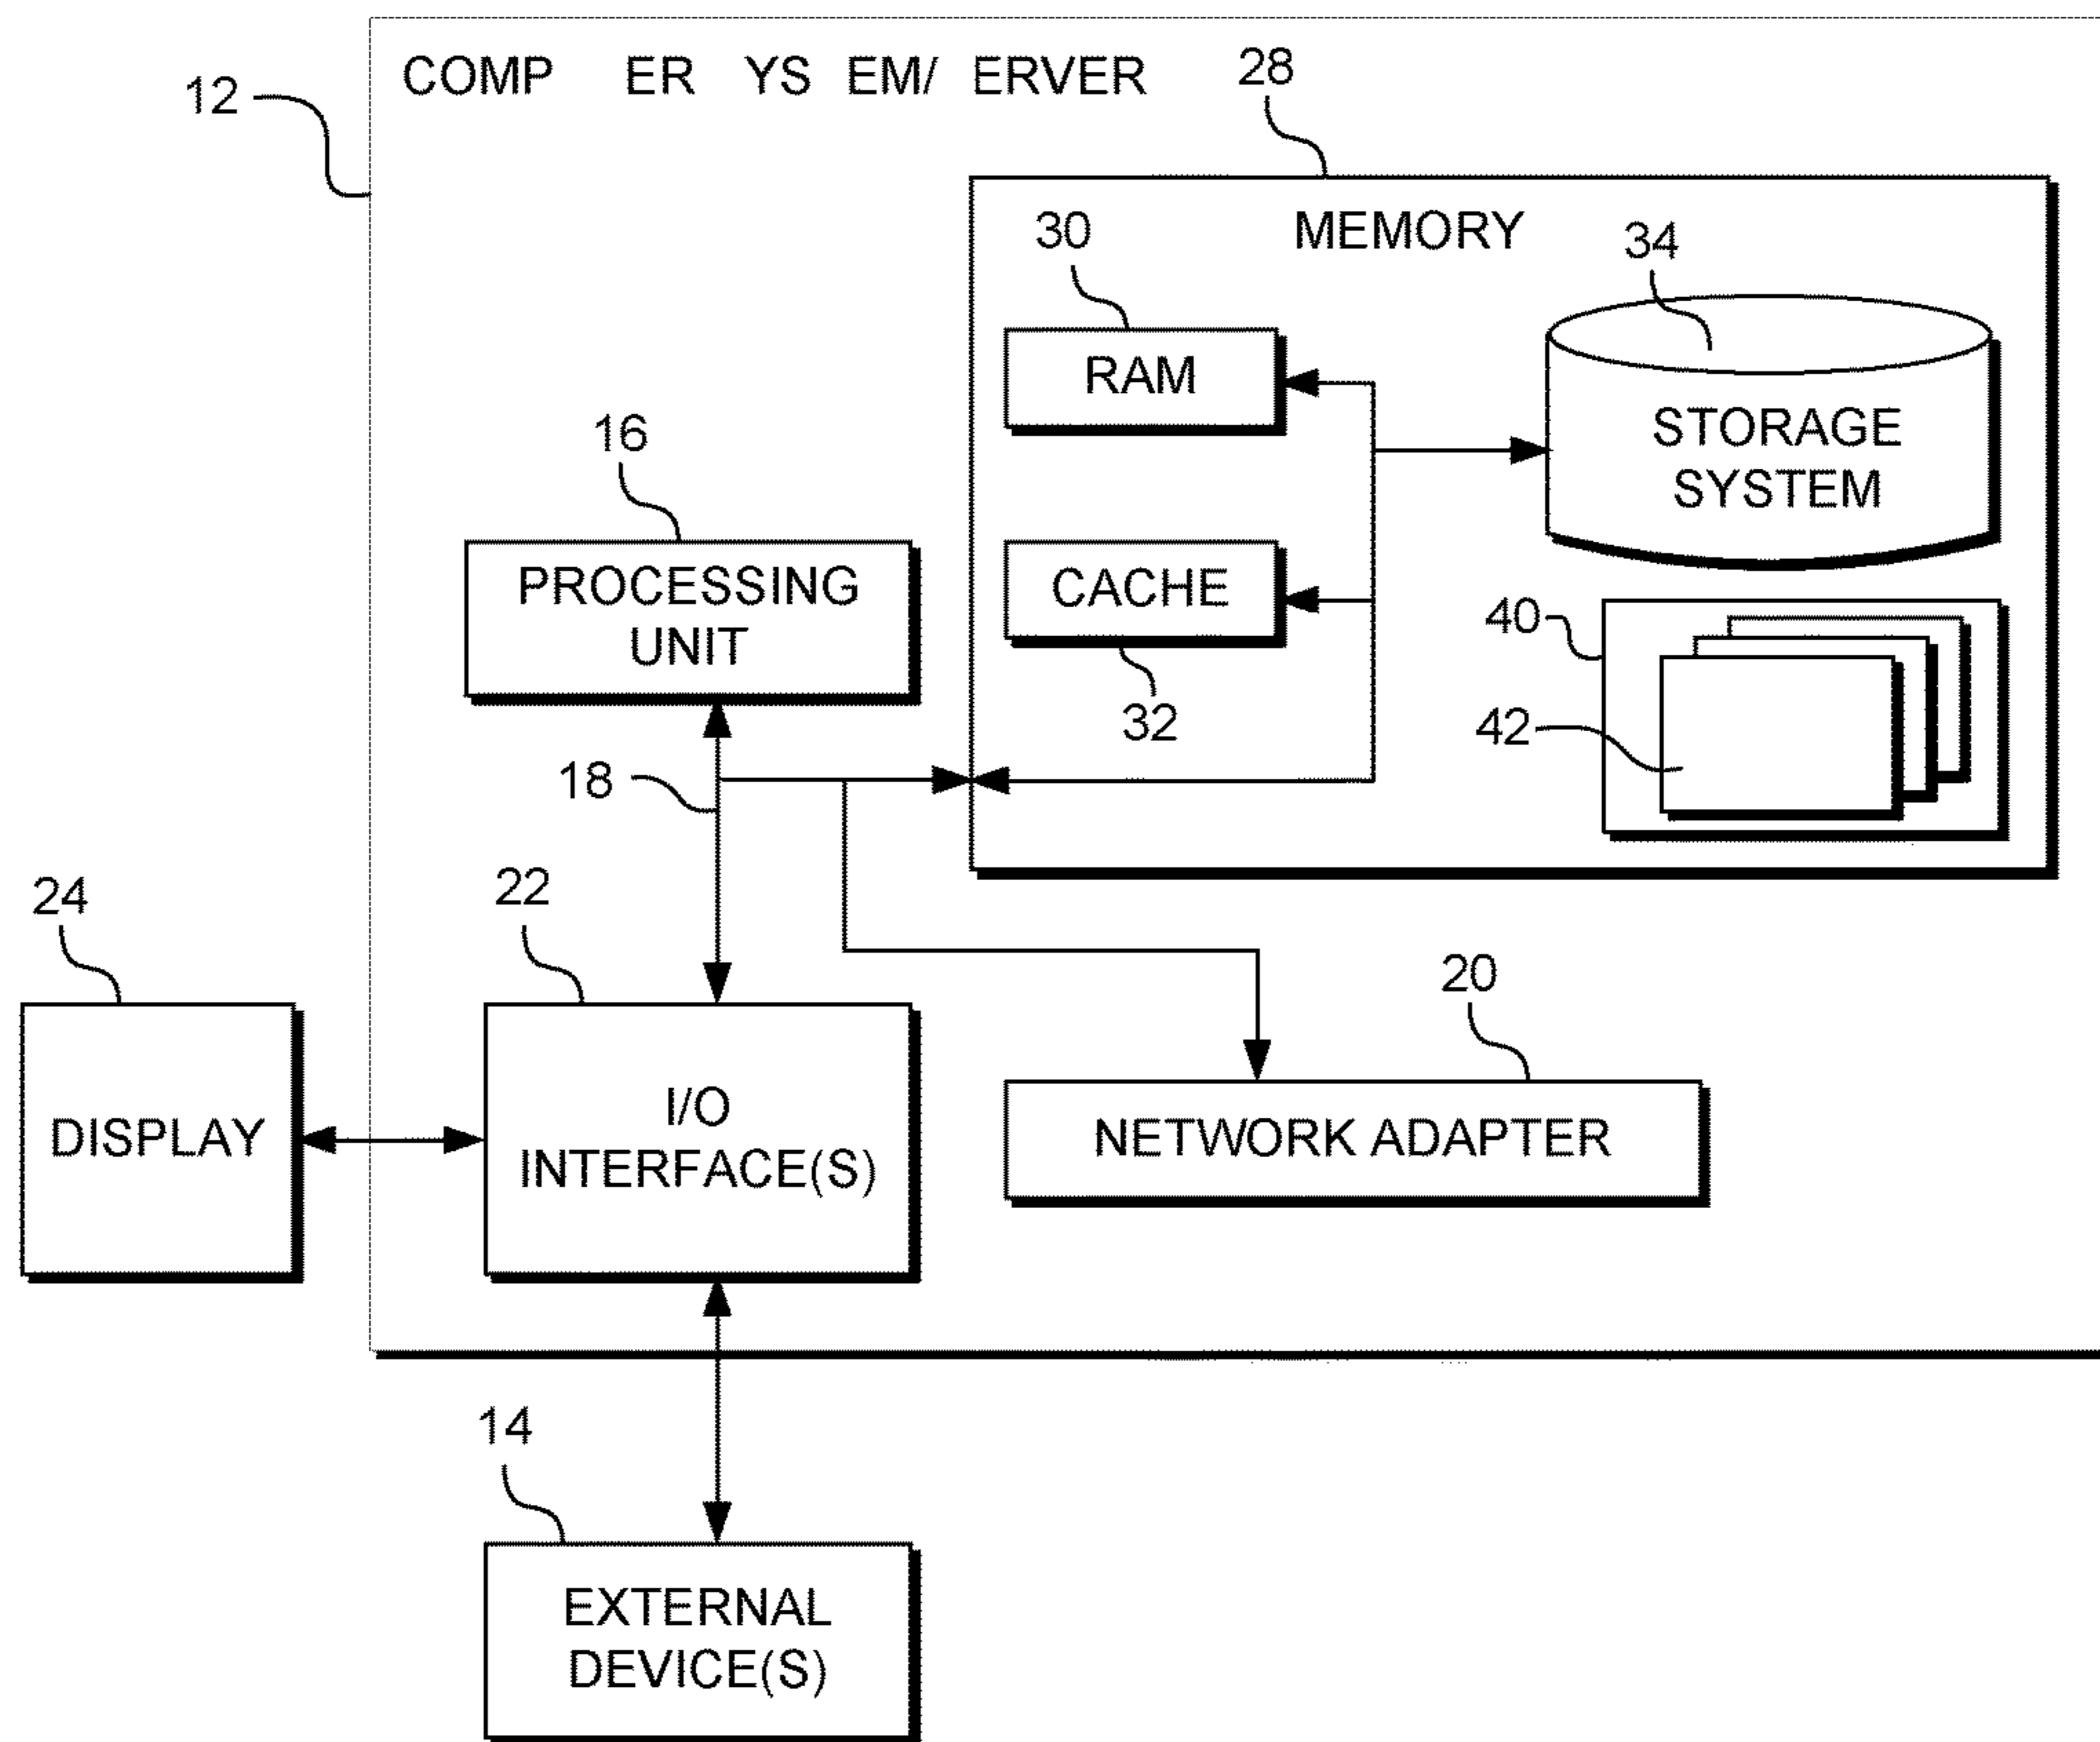 COMP ER YS EM/ ERVER
12
28
MEMORY
30
34
RAM
STORAGE
SYSTEM
16
PROCESSING
UNIT
CACHE
32
40
42
18
24
22
20
DISPLAY
I/O
INTERFACE(S)
NETWORK ADAPTER
14
EXTERNAL
DEVICE(S)